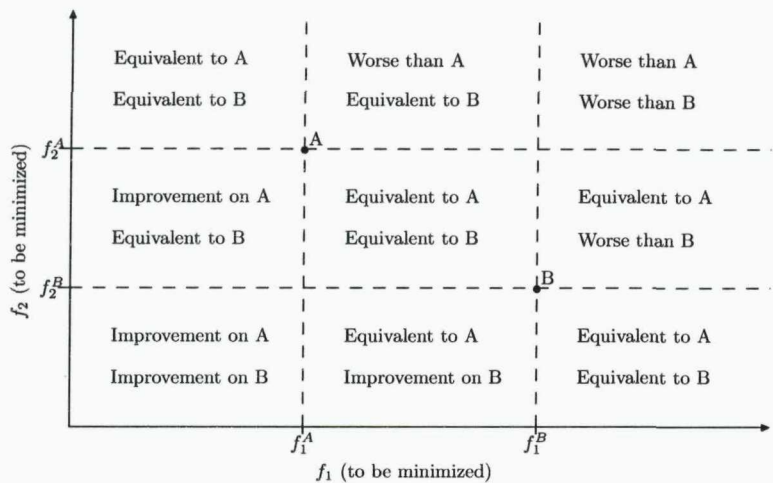 Equivalent to A
Equivalent to B
Worse than A
Equivalent to B
Worse than A
Worse than B
f₂ᴬ
A
Improvement on A
Equivalent to B
Equivalent to A
Equivalent to B
Equivalent to A
Worse than B
f₂ᴮ
B
Improvement on A
Improvement on B
Equivalent to A
Improvement on B
Equivalent to A
Equivalent to B
f₁ᴬ
f₁ᴮ
f₁ (to be minimized)
f₂ (to be minimized)